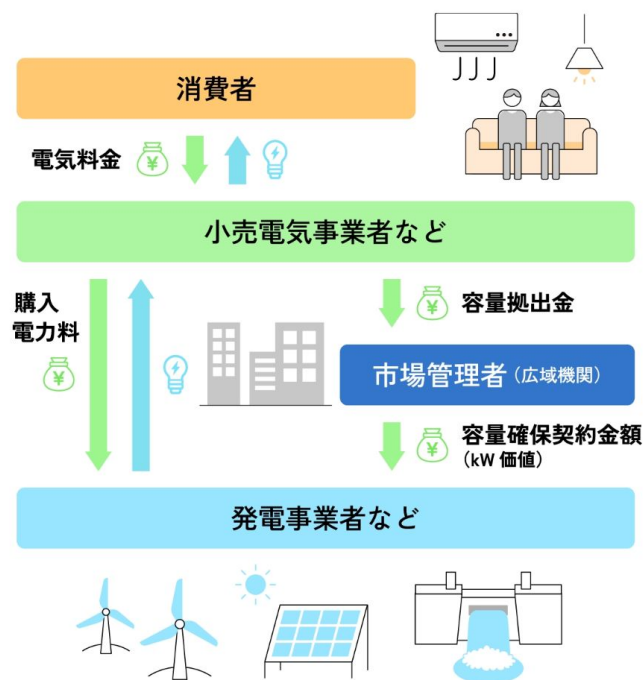 消費者
電気料金
小売電気事業者など
購入
電力料
容量拠出金
市場管理者(広域機関)
容量確保契約金額
(kW 価値)
発電事業者など